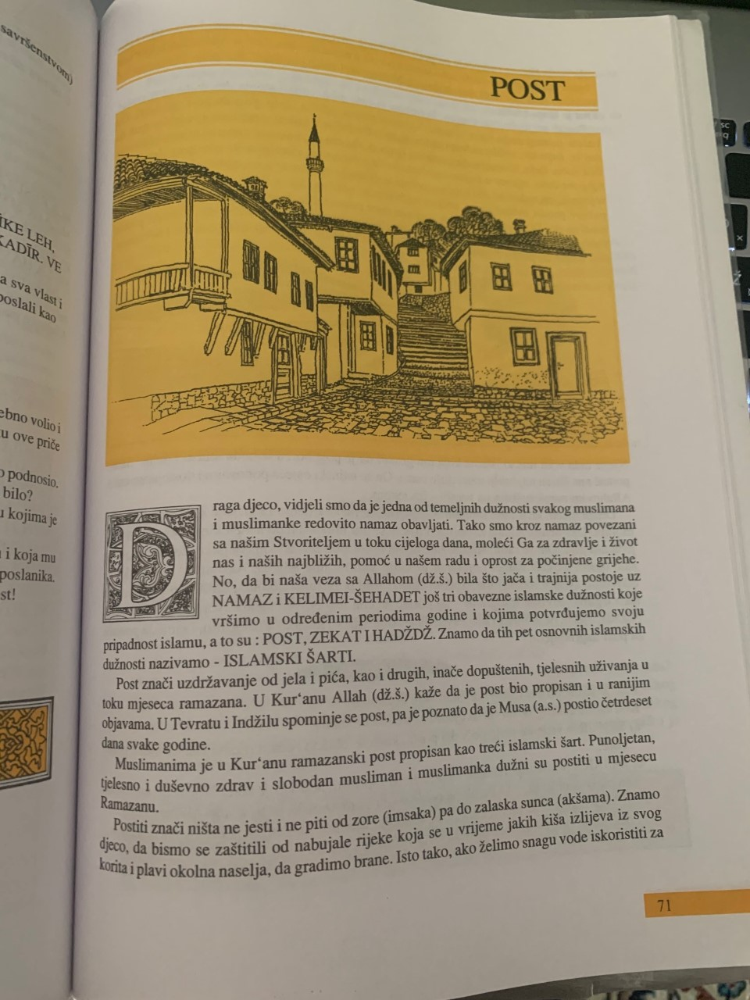 savršenstvom)
IKE LEH,
KADĪR. VE
a sva vlast i
poslali kao
ebno volio i
u ove priče
podnosio.
bilo?
u kojima je
i koja mu
poslanika.
st!
POST
Draga djeco, vidjeli smo da je jedna od temeljnih dužnosti svakog muslimana
i muslimanke redovito namaz obavljati. Tako smo kroz namaz povezani
sa našim Stvoriteljem u toku cijeloga dana, moleći Ga za zdravlje i život
nas i naših najbližih, pomoć u našem radu i oprost za počinjene grijehe.
No, da bi naša veza sa Allahom (dž.š.) bila što jača i trajnija postoje uz
NAMAZ i KELIMEI-ŠEHADET još tri obavezne islamske dužnosti koje
vršimo u određenim periodima godine i kojima potvrđujemo svoju
pripadnost islamu, a to su : POST, ZEKAT I HADŽDŽ. Znamo da tih pet osnovnih islamskih
dužnosti nazivamo - ISLAMSKI ŠARTI.
Post znači uzdržavanje od jela i pića, kao i drugih, inače dopuštenih, tjelesnih uživanja u
toku mjeseca ramazana. U Kur‘anu Allah (dž.š.) kaže da je post bio propisan i u ranijim
objavama. U Tevratu i Indžilu spominje se post, pa je poznato da je Musa (a.s.) postio četrdeset
dana svake godine.
Muslimanima je u Kur‘anu ramazanski post propisan kao treći islamski šart. Punoljetan,
tjelesno i duševno zdrav i slobodan musliman i muslimanka dužni su postiti u mjesecu
Ramazanu.
Postiti znači ništa ne jesti i ne piti od zore (imsaka) pa do zalaska sunca (akšama). Znamo
djeco, da bismo se zaštitili od nabujale rijeke koja se u vrijeme jakih kiša izlijeva iz svog
korita i plavi okolna naselja, da gradimo brane. Isto tako, ako želimo snagu vode iskoristiti za
71